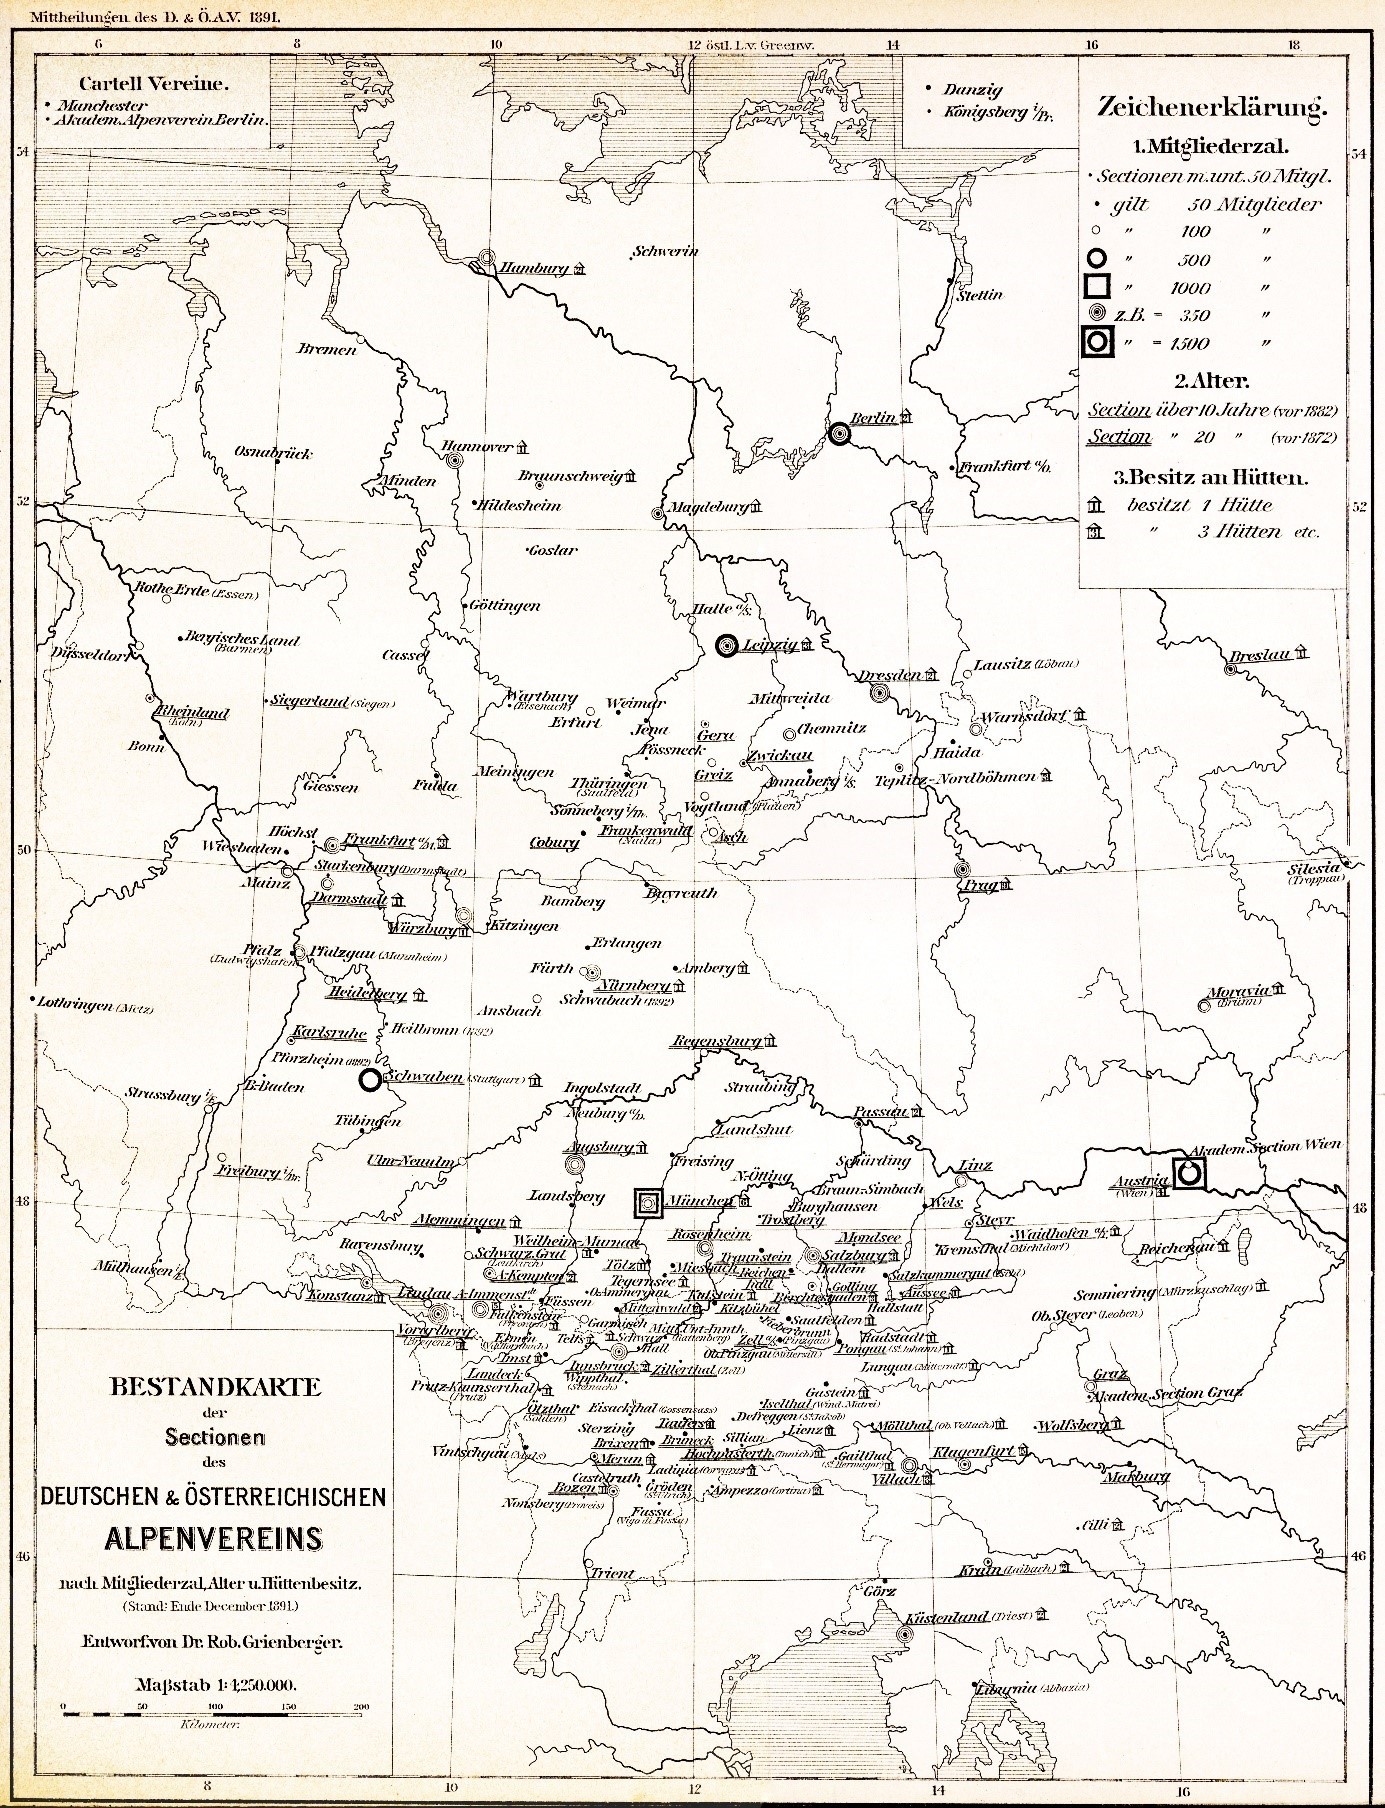 Mittheilungen des D. & Ö.A.V. 1891.
6 8 10 12 östl. L.v. Greenw. 14 16 18
Cartell Vereine.
• Manchester
• Akadem. Alpenverein Berlin.
• Danzig
• Königsberg i/Pr.
Zeichenerklärung.
1. Mitgliederzal.
• Sectionen m. unt. 50 Mitgl.
• gilt 50 Mitglieder
" 100 "
" 500 "
" 1000 "
z.B. = 350 "
" = 1500 "
2. Alter.
Section über 10 Jahre (vor 1882)
Section " 20 " (vor 1872)
3. Besitz an Hütten.
besitzt 1 Hütte
" 3 Hütten etc.
54
54
Schwerin
Hamburg
Stettin
Bremen
Berlin
Hannover
Osnabrück
Frankfurt a/O.
Braunschweig
Minden
52
Hildesheim
Magdeburg
52
Goslar
Rothe Erde (Essen)
Göttingen
Halle a/S.
Bergisches Land
(Barmen)
Leipzig
Düsseldorf
Cassel
Breslau
Lausitz (Löbau)
Dresden
Siegerland (Siegen)
Wartburg
(Eisenach)
Weimar
Mittweida
Rheinland
(Köln)
Erfurt
Warnsdorf
Jena
Gera
Chemnitz
Bonn
Pössneck
Zwickau
Haida
Meiningen
Greiz
Giessen
Fulda
Thüringen
(Saalfeld)
Annaberg i/S.
Teplitz-Nordböhmen
Sonneberg i/Th.
Vogtland (Plauen)
Höchst
Frankfurt a/M.
Coburg
Frankenwald
(Naila)
Asch
50
Wiesbaden
Starkenburg (Darmstadt)
Silesia
(Troppau)
Mainz
Prag
Darmstadt
Bamberg
Bayreuth
Würzburg
Kitzingen
Erlangen
Pfalz
(Ludwigshafen)
Pfalzgau (Mannheim)
Fürth
Amberg
Nürnberg
Heidelberg
Schwabach (1892)
Moravia
(Brünn)
Lothringen (Metz)
Ansbach
Karlsruhe
Heilbronn (1892)
Regensburg
Pforzheim (1892)
Schwaben (Stuttgart)
B-Baden
Ingolstadt
Straubing
Strassburg i/E.
Neuburg a/D.
Passau
Tübingen
Landshut
Augsburg
Akadem. Section Wien
Ulm-Neuulm
Freising
Schärding
Linz
Freiburg i/Br.
N-Ötting
Austria
(Wien)
Braun-Simbach
Landsberg
München
Burghausen
Wels
48
48
Memmingen
Trostberg
Steyr
Rosenheim
Mondsee
Waidhofen a/Y.
Weilheim-Murnau
Ravensburg
Schwarz. Grat
(Leutkirch)
Traunstein
Salzburg
Kremsthal (Michldorf)
Reichenau
Tölz
Miesbach
Reichenhall
Hallein
Mülhausen i/E.
A-Kempten
Tegernsee
Salzkammergut (Ischl)
Golling
Semmering (Mürzzuschlag)
Konstanz
Lindau
A-Immenst.
O-Ammergau
Kufstein
Berchtesgaden
Aussee
Füssen
Mittenwald
Kitzbühel
Hallstatt
Ob. Steyer (Leoben)
Falkenstein
(Pfronten)
Garmisch
Fieberbrunn
Saalfelden
Vorarlberg
(Bregenz)
Mittl. Unt-Innth.
(Rattenberg)
Radstadt
Telfs
Schwaz
Zell a/S.
Hall
Ob. Pinzgau (Mittersill)
Pongau (St. Johann)
Imst
Innsbruck
Zillerthal (Zell)
Lungau
Landeck
Wippthal
(Steinach)
Graz
Prutz-Kaunserthal
(Prutz)
Gastein
Akadem. Section Graz
Iselthal (Wind. Matrei)
Ötzthal
(Sölden)
Eisackthal (Gossensass)
Defreggen (St. Jakob)
Mölthal (Ob. Vellach)
Wolfsberg
Sterzing
Taufers
Lienz
Sillian
Brixen
Bruneck
Vintschgau (Mals)
Hochpusterth. (Innich)
Gailthal
(St. Hermagor)
Klagenfurt
Meran
Ladinia (Corvara)
Villach
Marburg
Castelruth
Bozen
Gröden
(St. Ulrich)
Ampezzo (Cortina)
Nonsberg (Proveis)
Fassa
(Vigo di Fassa)
Cilli
46
46
Trient
Krain (Laibach)
Görz
Küstenland (Triest)
Liburnia (Abbazia)
BESTANDKARTE
der
Sectionen
des
DEUTSCHEN & ÖSTERREICHISCHEN
ALPENVEREINS
nach Mitgliederzal, Alter u. Hüttenbesitz.
(Stand: Ende December 1891.)
Entworf. von Dr. Rob. Grienberger.
Maßstab 1:4,250.000.
0 50 100 150 200
Kilometer.
8 10 12 14 16